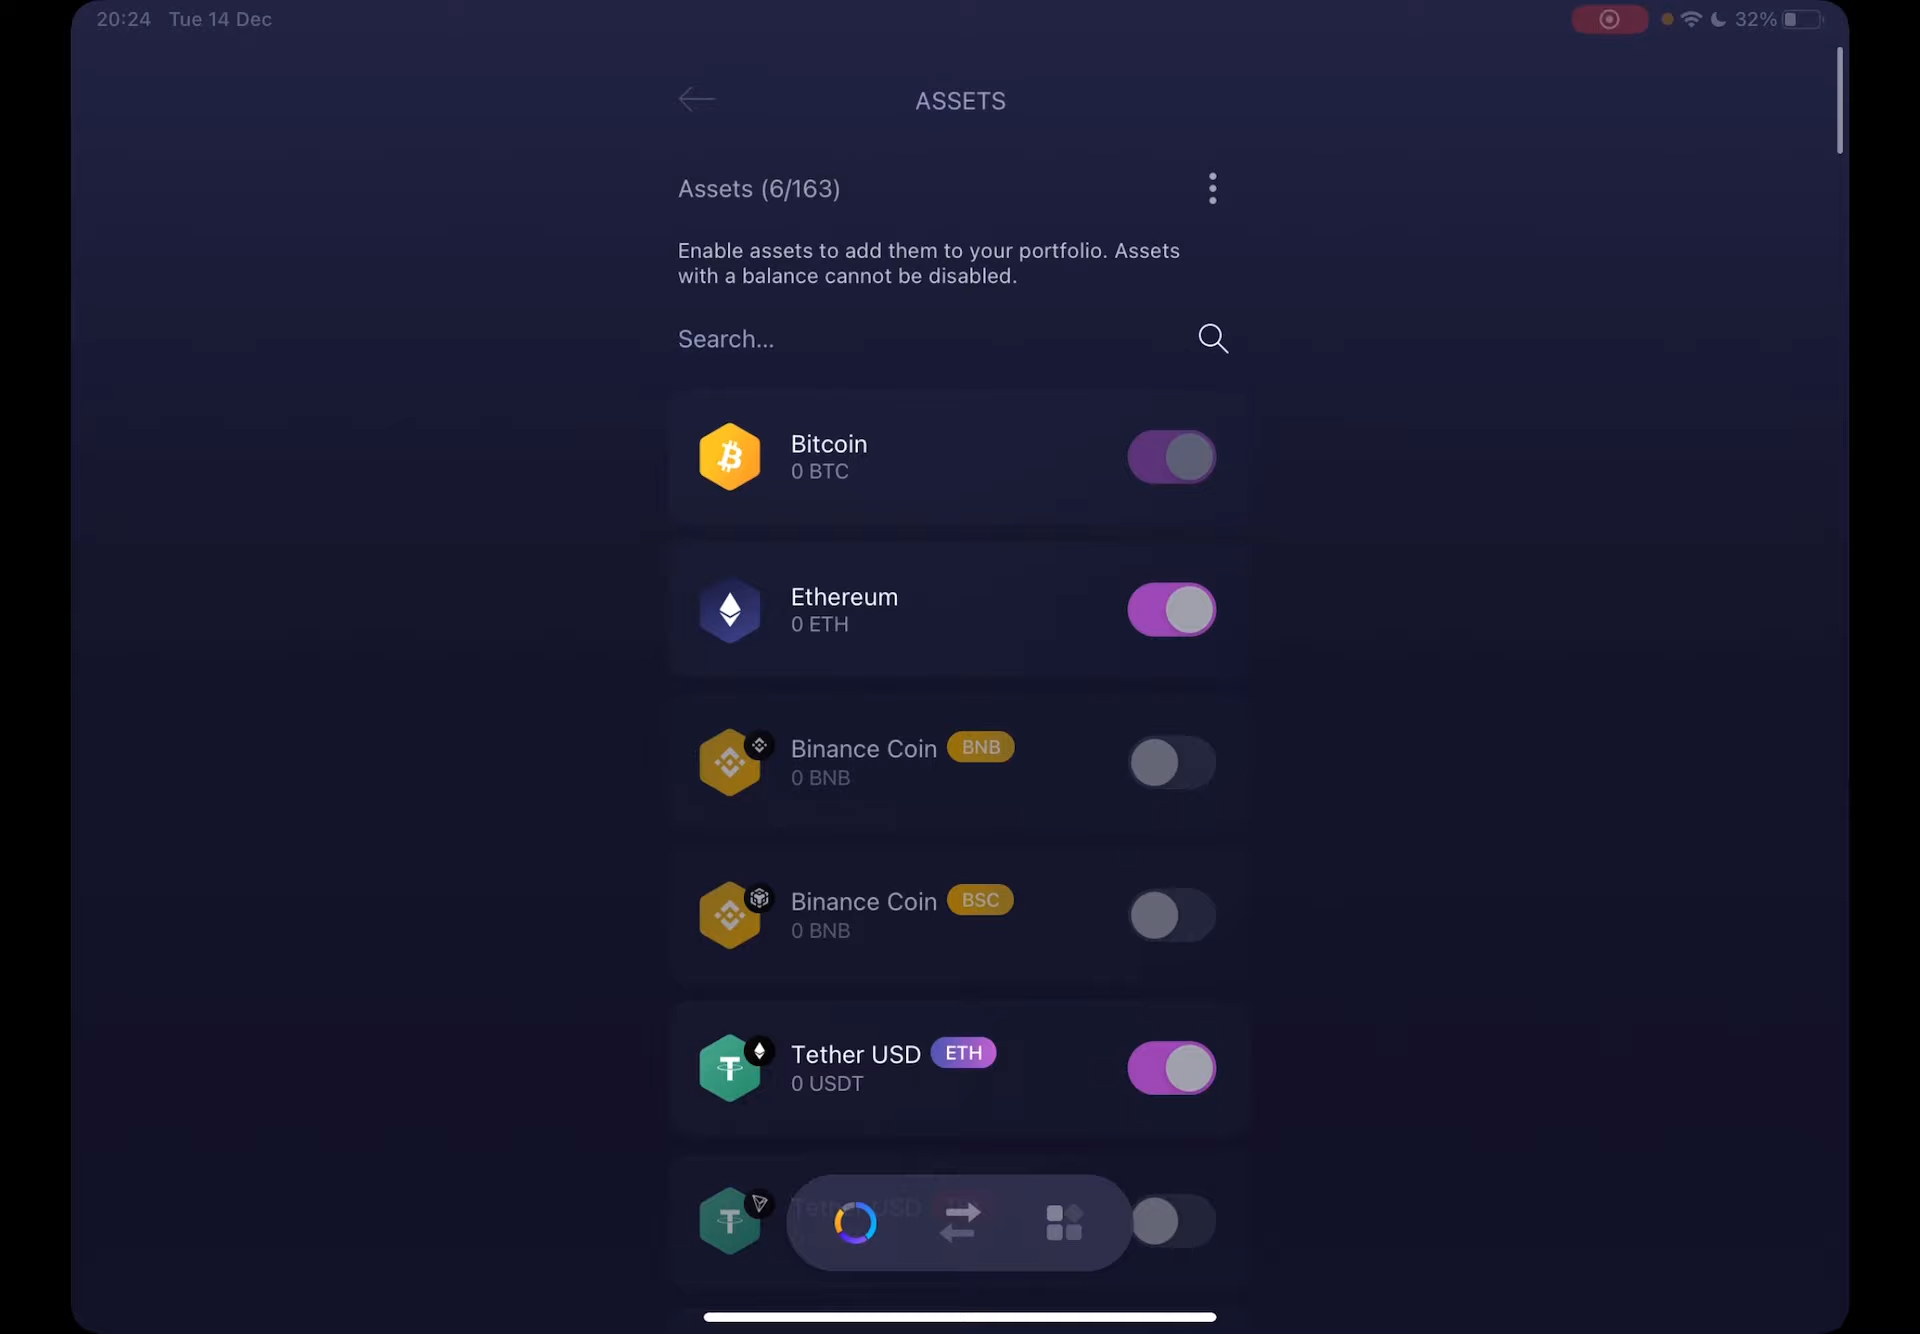 20:24 Tue 14 Dec
32%
ASSETS
Assets (6/163)
Enable assets to add them to your portfolio. Assets
with a balance cannot be disabled.
Search...
Bitcoin
0 BTC
Ethereum
0 ETH
Binance Coin BNB
0 BNB
Binance Coin BSC
0 BNB
Tether USD ETH
0 USDT
Tether USD